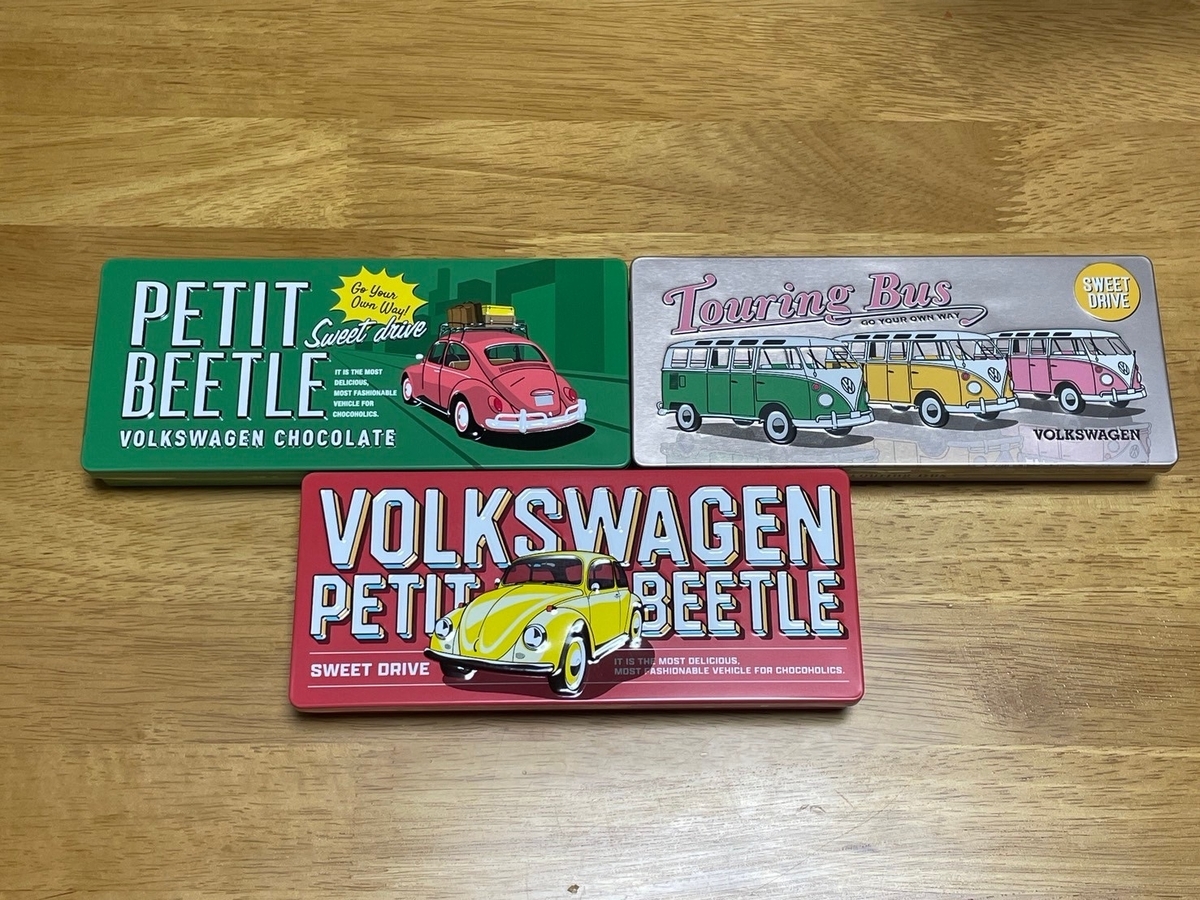 PETIT
BEETLE
VOLKSWAGEN CHOCOLATE
Go Your
Own Way!
Sweet drive
IT IS THE MOST
DELICIOUS,
MOST FASHIONABLE
VEHICLE FOR
CHOCOHOLICS.
Touring Bus
GO YOUR OWN WAY
SWEET
DRIVE
VOLKSWAGEN
VOLKSWAGEN
PETIT BEETLE
SWEET DRIVE
IT IS THE MOST DELICIOUS,
MOST FASHIONABLE VEHICLE FOR CHOCOHOLICS.